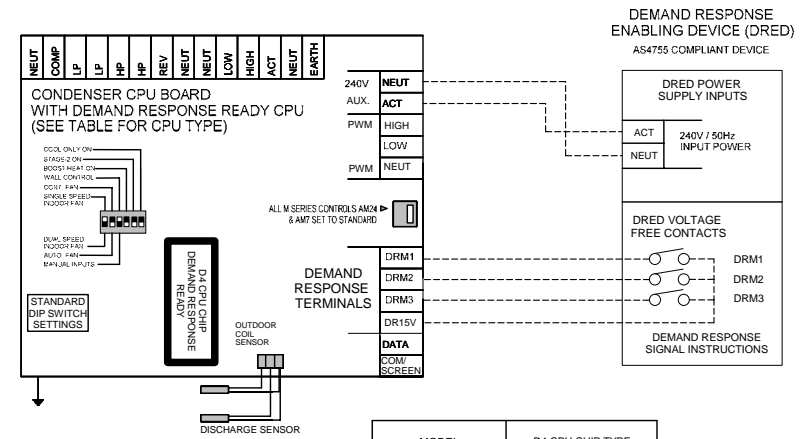 DEMAND RESPONSE
ENABLING DEVICE (DRED)
AS4755 COMPLIANT DEVICE
NEUT
COMP
LP
LP
HP
HP
REV
NEUT
NEUT
LOW
HIGH
ACT
NEUT
EARTH
CONDENSER CPU BOARD
WITH DEMAND RESPONSE READY CPU
(SEE TABLE FOR CPU TYPE)
240V NEUT
AUX. ACT
PWM HIGH
LOW
PWM NEUT
DRED POWER
SUPPLY INPUTS
ACT
NEUT
240V / 50Hz
INPUT POWER
COOL ONLY ON
STAGE-2 ON
BOOST HEAT ON
WALL CONTROL
CONT. FAN
SINGLE SPEED
INDOOR FAN
DUAL SPEED
INDOOR FAN
AUTO FAN
MANUAL INPUTS
ALL M SERIES CONTROLS AM24
& AM7 SET TO STANDARD
STANDARD
DIP SWITCH
SETTINGS
D4 CPU CHIP
DEMAND RESPONSE
READY
DEMAND
RESPONSE
TERMINALS
DRM1
DRM2
DRM3
DR15V
DATA
COM/
SCREEN
DRED VOLTAGE
FREE CONTACTS
DRM1
DRM2
DRM3
DEMAND RESPONSE
SIGNAL INSTRUCTIONS
OUTDOOR
COIL
SENSOR
DISCHARGE SENSOR
MODEL
D4 CPU CHIP TYPE